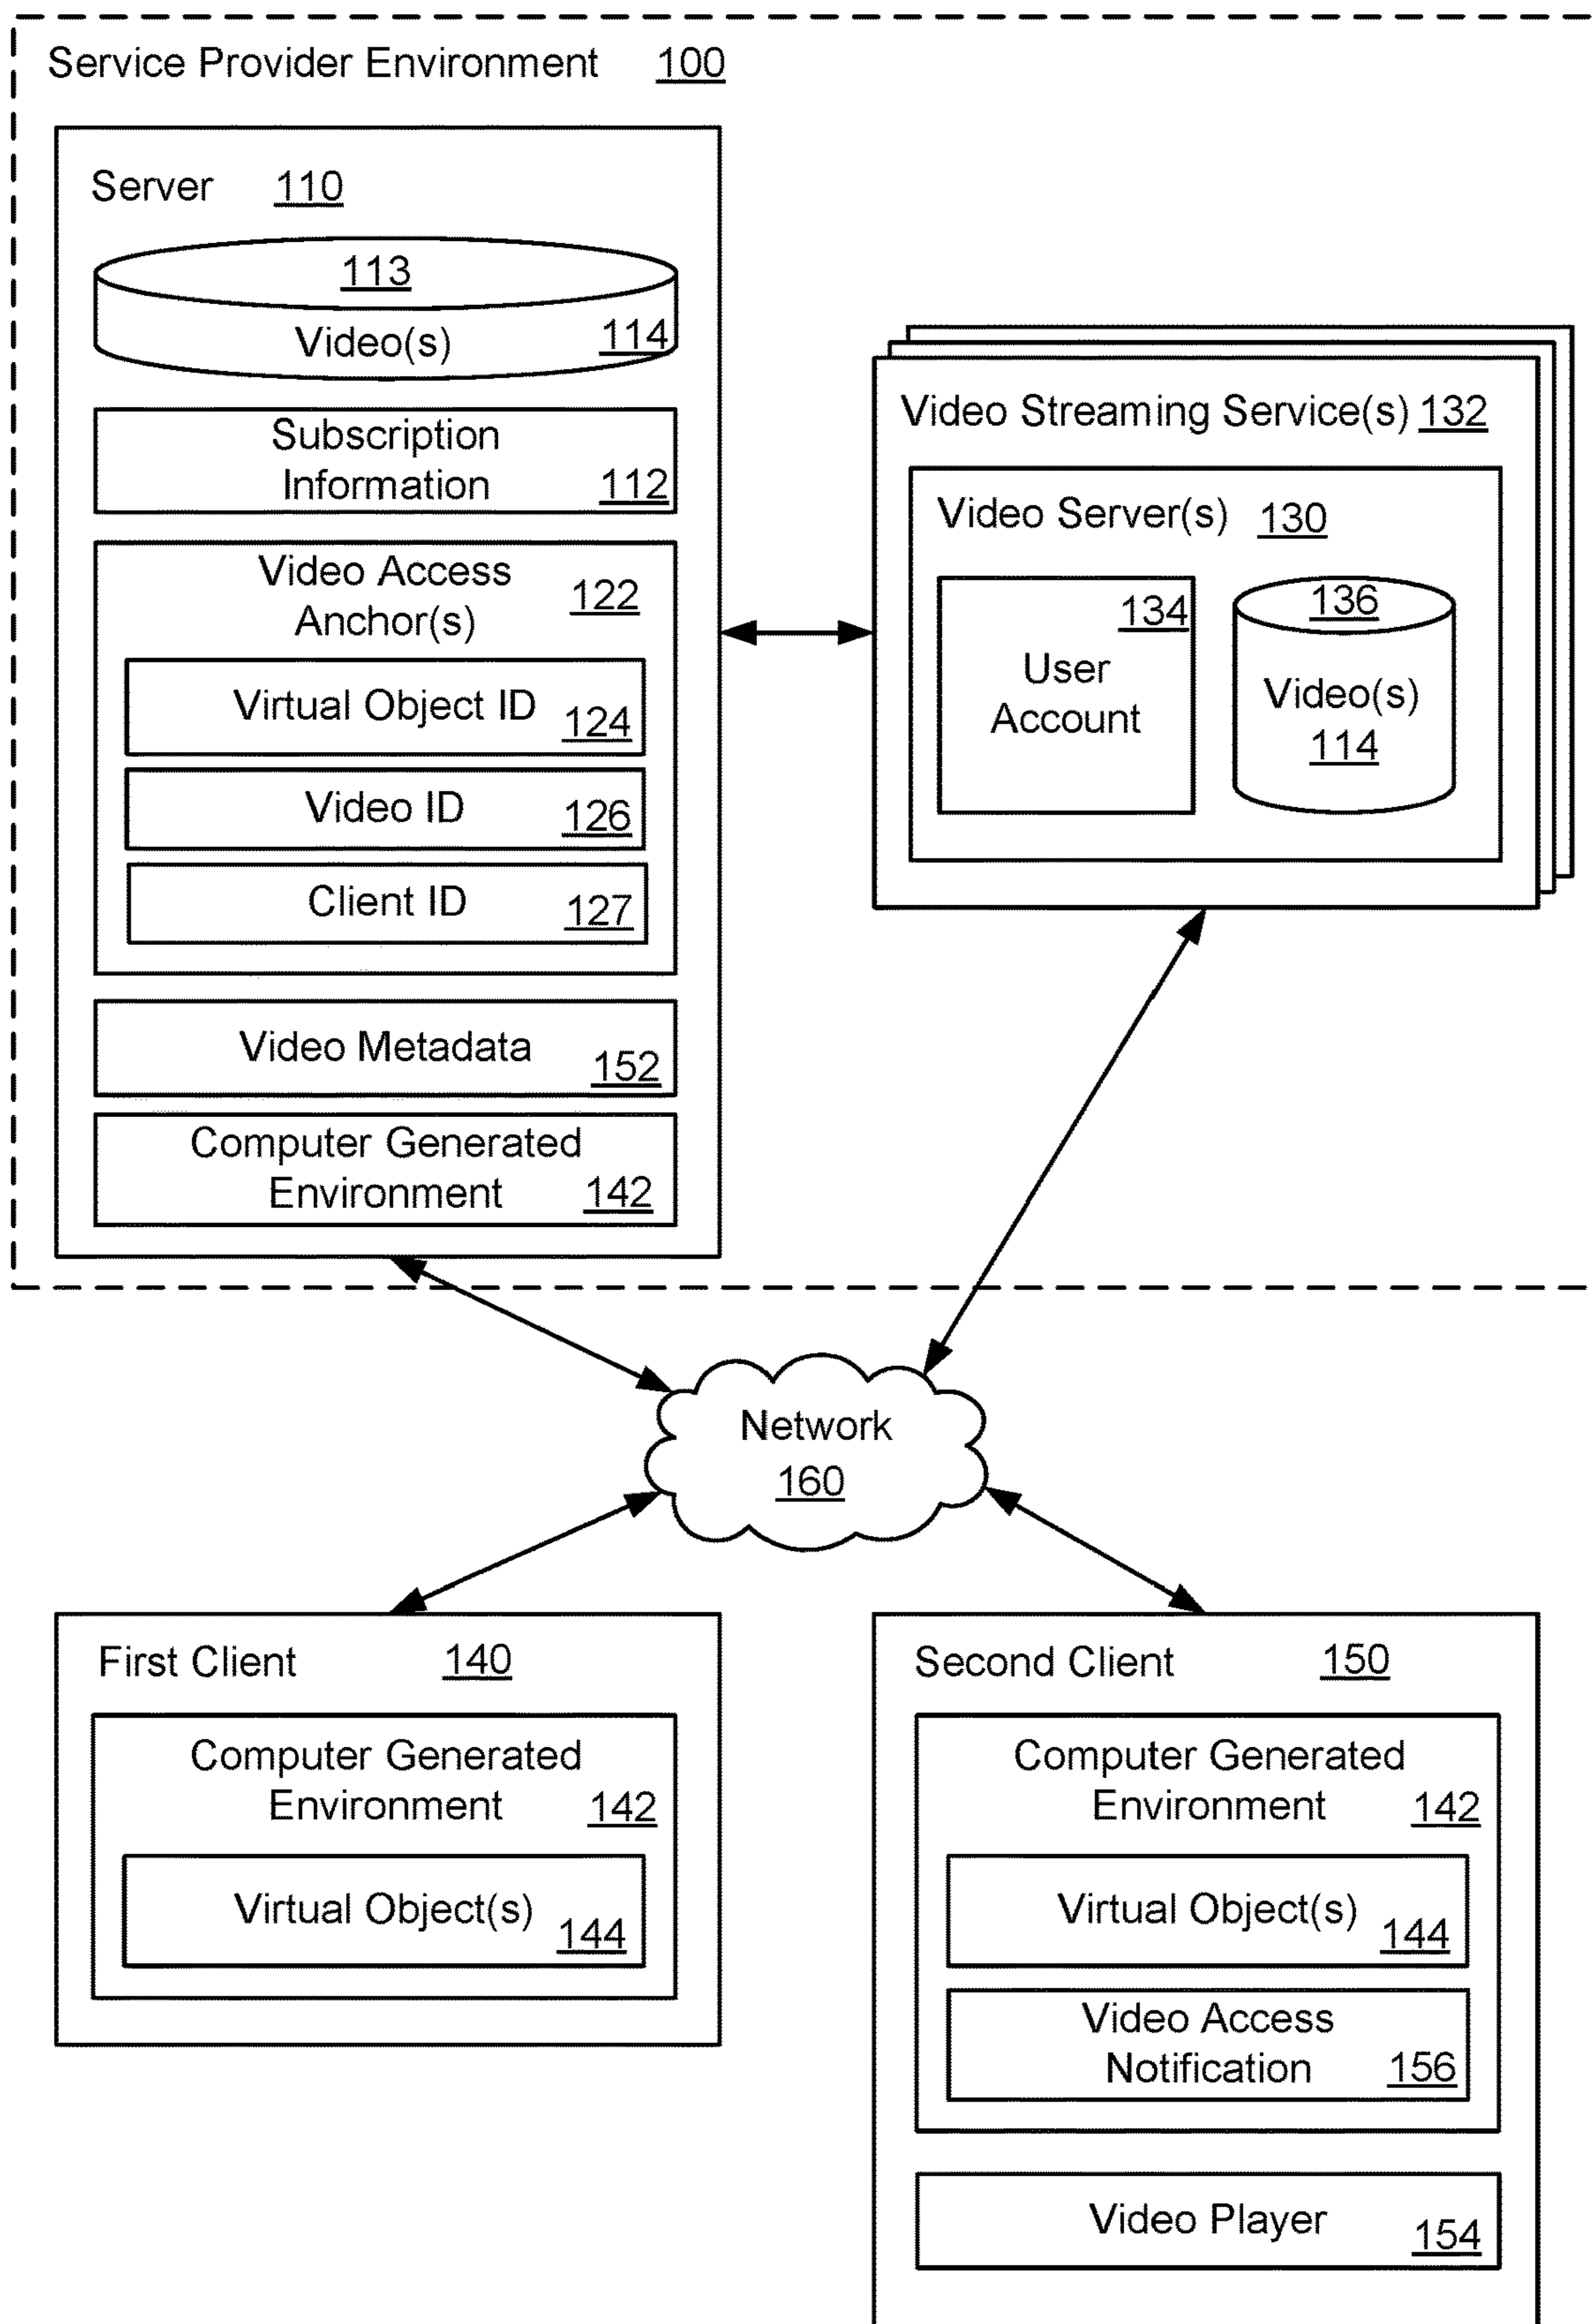 Service Provider Environment 100
Server 110
113
Video(s) 114
Subscription
Information 112
Video Access
Anchor(s) 122
Virtual Object ID 124
Video ID 126
Client ID 127
Video Metadata 152
Computer Generated
Environment 142
Video Streaming Service(s) 132
Video Server(s) 130
134
User
Account
136
Video(s)
114
Network
160
First Client 140
Computer Generated
Environment 142
Virtual Object(s) 144
Second Client 150
Computer Generated
Environment 142
Virtual Object(s) 144
Video Access
Notification 156
Video Player 154